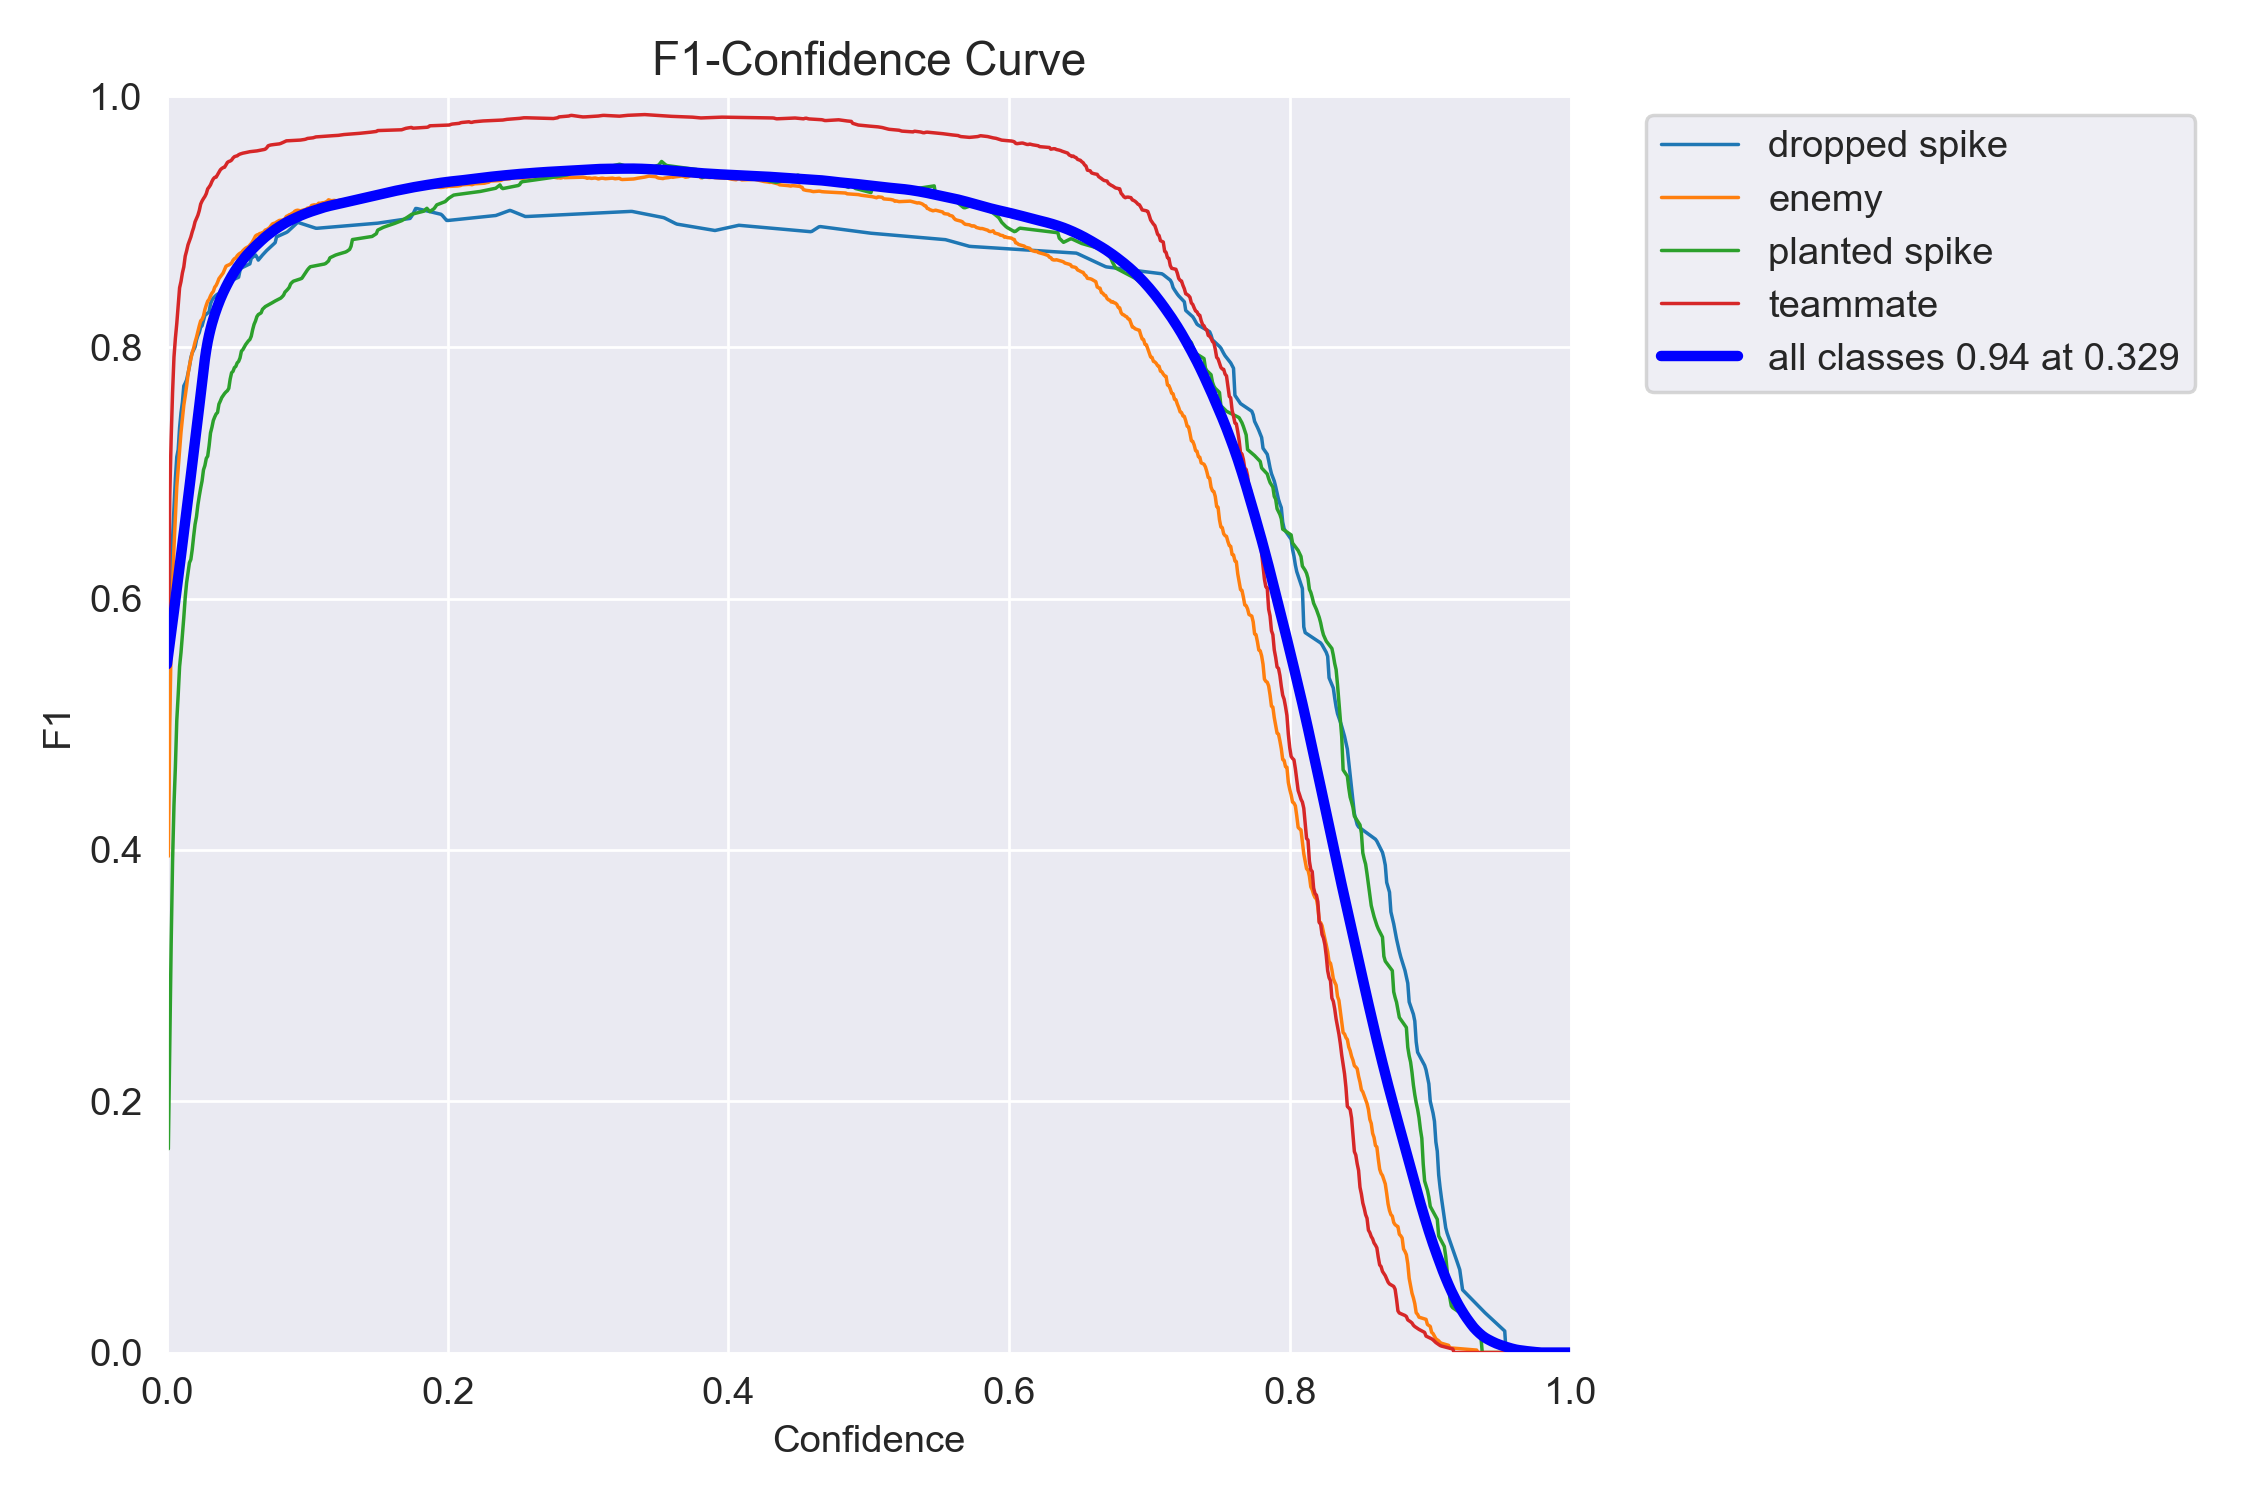 F1-Confidence Curve
1.0
0.8
0.6
0.4
0.2
0.0
F1
0.0 0.2 0.4 0.6 0.8 1.0
Confidence
dropped spike
enemy
planted spike
teammate
all classes 0.94 at 0.329